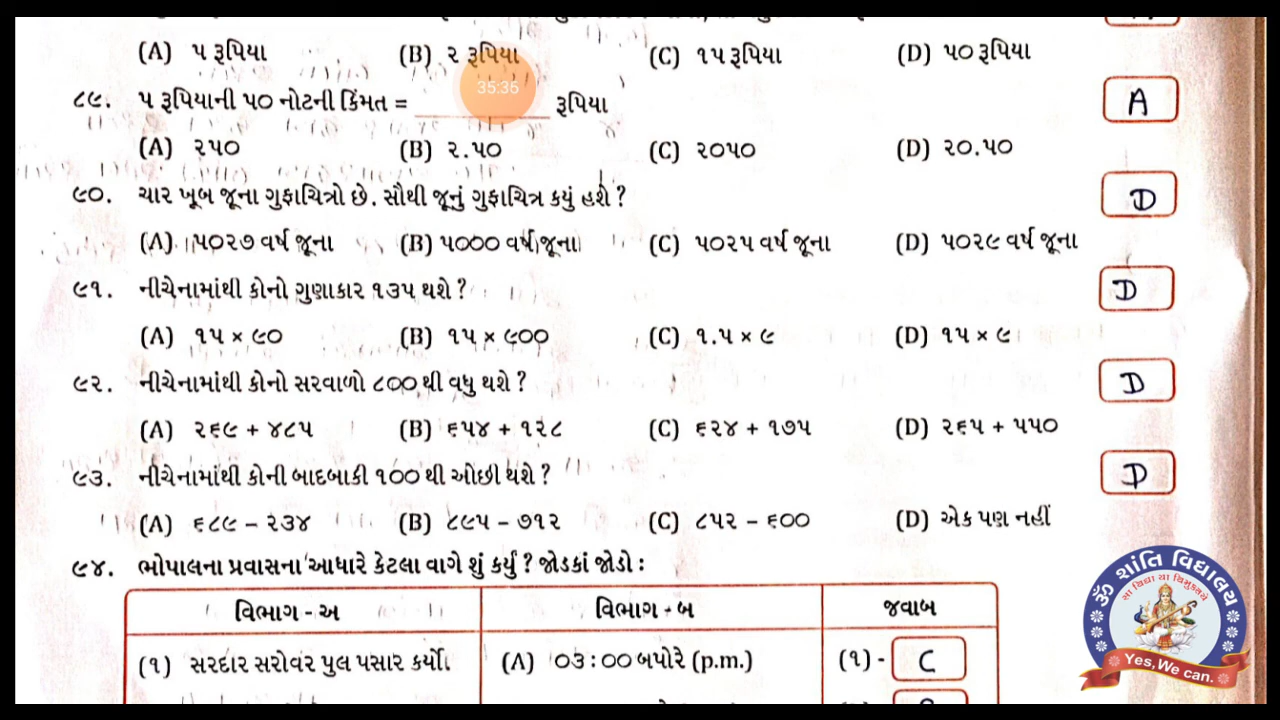 (A) ૫ રૂપિયા (B) ૨ રૂપિયા (C) ૧૫ રૂપિયા (D) ૫૦ રૂપિયા
૮૯. ૫ રૂપિયાની ૫૦ નોટની કિંમત = ______ રૂપિયા A
35:36
(A) ૨૫૦ (B) ૨.૫૦ (C) ૨૦૫૦ (D) ૨૦.૫૦
૯૦. ચાર ખૂબ જૂના ગુફાચિત્રો છે. સૌથી જૂનું ગુફાચિત્ર કયું હશે ? D
(A) ૫૦૨૭ વર્ષ જૂના (B) ૫૦૦૦ વર્ષ જૂના (C) ૫૦૨૫ વર્ષ જૂના (D) ૫૦૨૯ વર્ષ જૂના
૯૧. નીચેનામાંથી કોનો ગુણાકાર ૧૩૫ થશે ? D
(A) ૧૫ × ૯૦ (B) ૧૫ × ૯૦૦ (C) ૧.૫ × ૯ (D) ૧૫ × ૯
૯૨. નીચેનામાંથી કોનો સરવાળો ૮૦૦ થી વધુ થશે ? D
(A) ૨૬૯ + ૪૮૫ (B) ૬૫૪ + ૧૨૮ (C) ૬૨૪ + ૧૭૫ (D) ૨૬૫ + ૫૫૦
૯૩. નીચેનામાંથી કોની બાદબાકી ૧૦૦ થી ઓછી થશે ? D
(A) ૬૮૯ – ૨૩૪ (B) ૮૯૫ – ૭૧૨ (C) ૮૫૨ – ૬૦૦ (D) એક પણ નહીં
૯૪. ભોપાલના પ્રવાસના આધારે કેટલા વાગે શું કર્યું ? જોડકાં જોડો :
વિભાગ - અ વિભાગ - બ જવાબ
(૧) સરદાર સરોવર પુલ પસાર કર્યો. (A) ૦૩:૦૦ બપોરે (p.m.) (૧) - C
ૐ શાંતિ વિદ્યાલય
सा विद्या या विमुक्तये
Yes, We can.